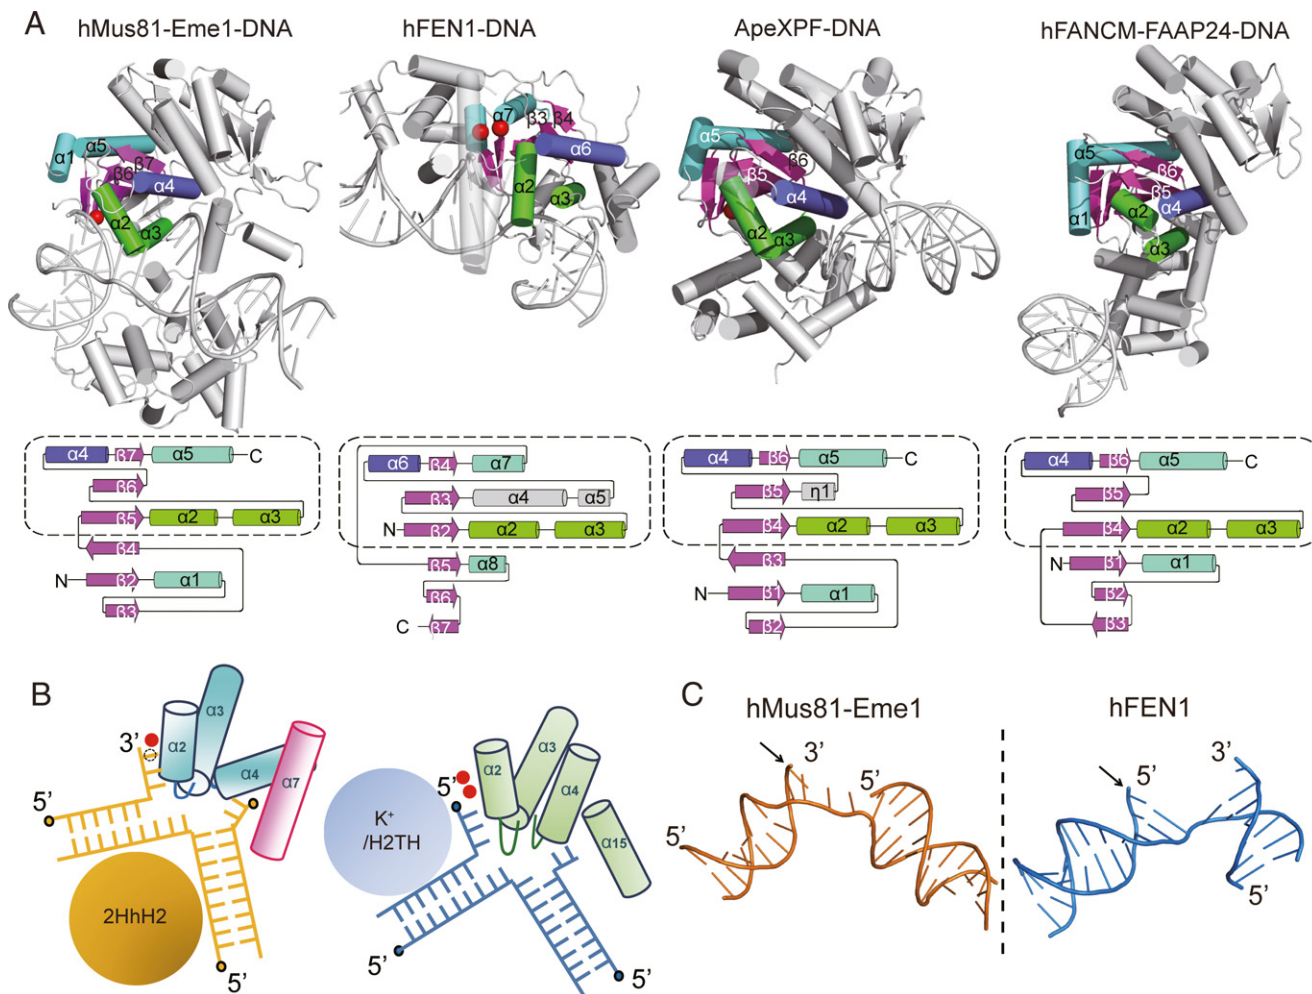 A
hMus81-Eme1-DNA
hFEN1-DNA
ApeXPF-DNA
hFANCM-FAAP24-DNA
α1
α5
β7
β6
α4
α2
α3
α7
β3
β4
α6
α2
α3
α5
β6
β5
α4
α2
α3
α5
β6
β5
α1
α2
α4
α3
α4
β7
α5
C
β6
β5
α2
α3
β4
N
β2
α1
β3
α6
β4
α7
β3
α4
α5
N
β2
α2
α3
β5
α8
β6
C
β7
α4
β6
α5
C
β5
η1
β4
α2
α3
β3
N
β1
α1
β2
α4
β6
α5
C
β5
β4
α2
α3
N
β1
α1
β2
β3
B
3’
α2
α3
α4
α7
5’
2HhH2
5’
K+
/H2TH
5’
α2
α3
α4
α15
5’
5’
C
hMus81-Eme1
hFEN1
3’
5’
5’
3’
5’
5’